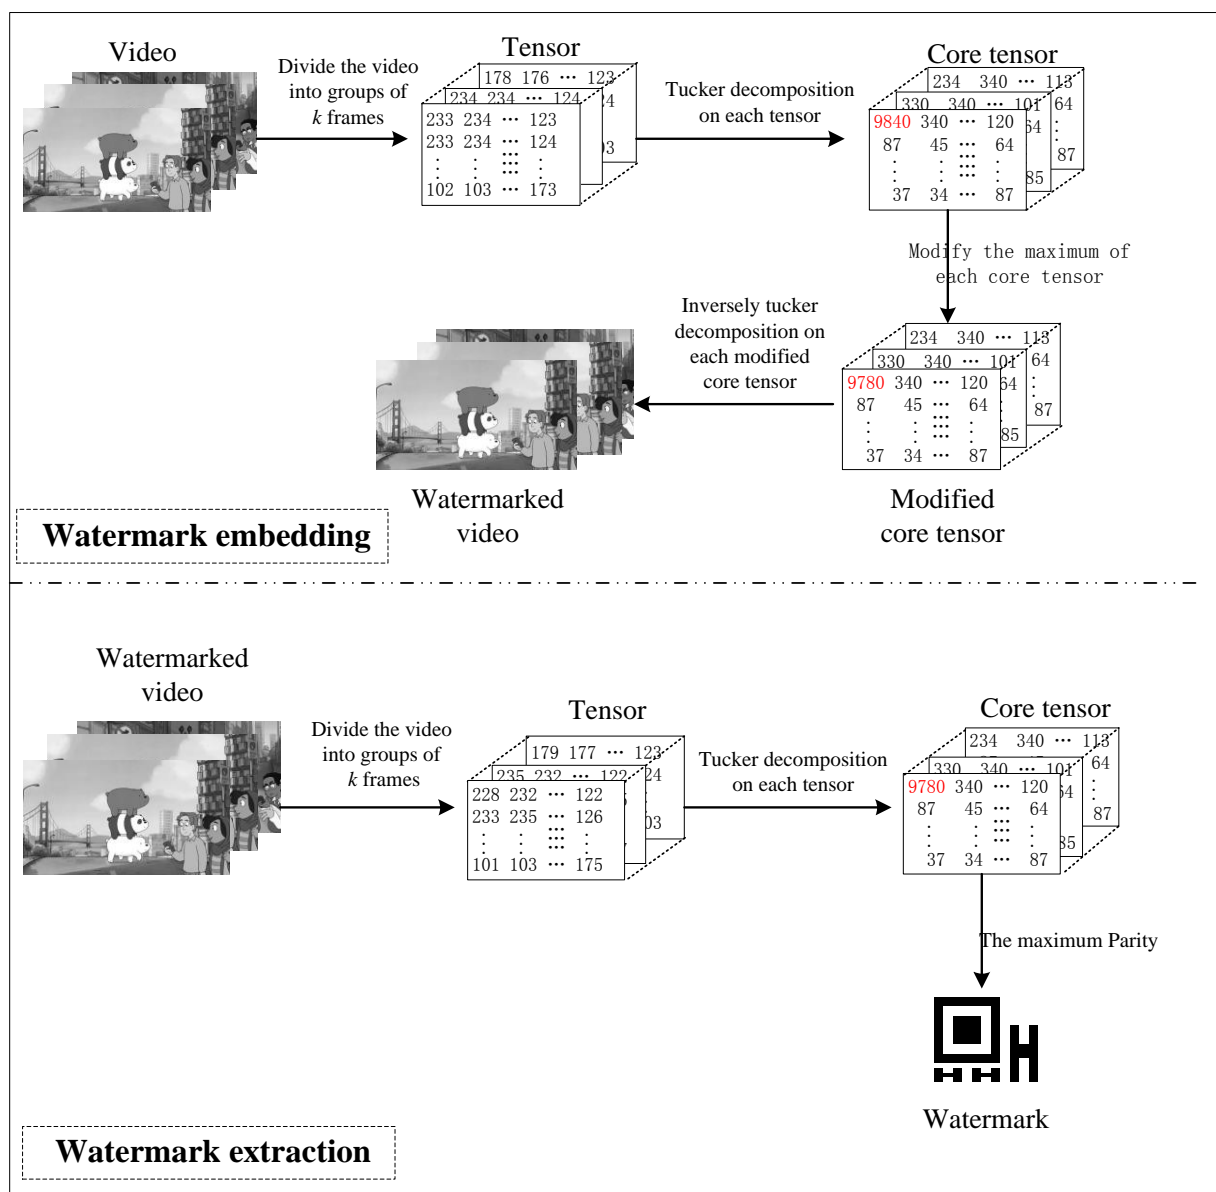 Video
Divide the video
into groups of
k frames
Tensor
178 176 ··· 123
234 234 ··· 124 24
233 234 ··· 123
233 234 ··· 124
93
102 103 ··· 173
Tucker decomposition
on each tensor
Core tensor
234 340 ··· 113
330 340 ··· 101 64
9840 340 ··· 120 64
87 45 ··· 64
87
85
37 34 ··· 87
Modify the maximum of
each core tensor
Inversely tucker
decomposition on
each modified
core tensor
234 340 ··· 113
330 340 ··· 101 64
9780 340 ··· 120 64
87 45 ··· 64
87
85
37 34 ··· 87
Watermarked
video
Modified
core tensor
Watermark embedding
Watermarked
video
Divide the video
into groups of
k frames
Tensor
179 177 ··· 123
235 232 ··· 122 24
228 232 ··· 122
233 235 ··· 126
03
101 103 ··· 175
Tucker decomposition
on each tensor
Core tensor
234 340 ··· 113
330 340 ··· 101 64
9780 340 ··· 120 64
87 45 ··· 64
87
85
37 34 ··· 87
The maximum Parity
Watermark
Watermark extraction